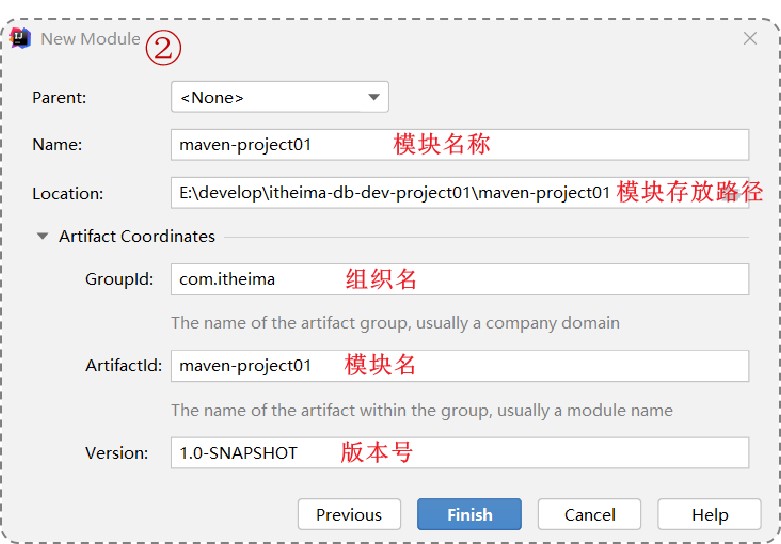 New Module ②
Parent: <None>
Name: maven-project01 模块名称
Location: E:\develop\itheima-db-dev-project01\maven-project01 模块存放路径
Artifact Coordinates
GroupId: com.itheima 组织名
The name of the artifact group, usually a company domain
ArtifactId: maven-project01 模块名
The name of the artifact within the group, usually a module name
Version: 1.0-SNAPSHOT 版本号
Previous Finish Cancel Help